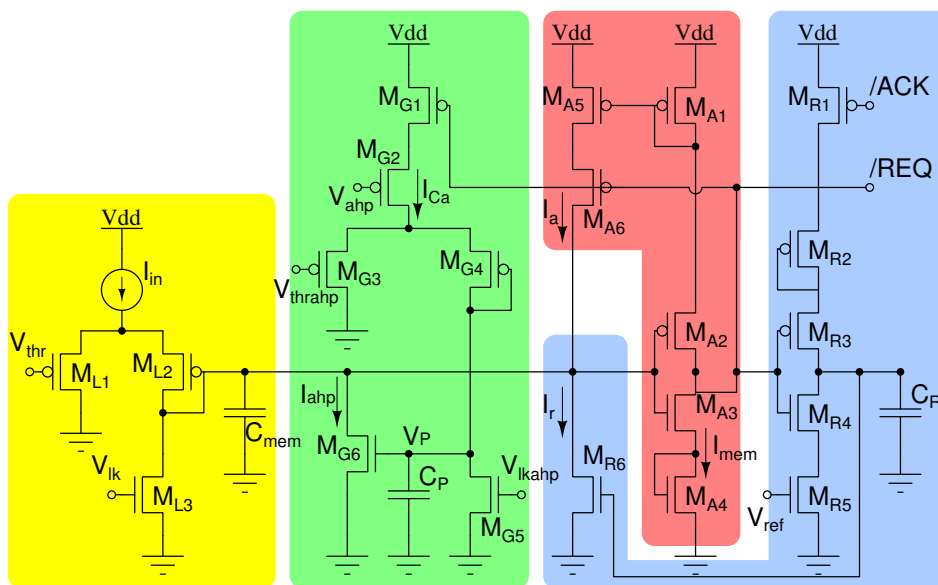 Vdd
Vdd
Vdd
Vdd
MG1
MA5
MA1
MR1
/ACK
MG2
/REQ
Vahp
ICa
Ia
MA6
Vdd
MG3
MG4
MR2
Iin
Vthrahp
Vthr
ML1
ML2
MA2
MR3
Iahp
Ir
MA3
CR
Cmem
MG6
VP
MR4
Imem
Vlk
CP
Vlkahp
MR6
ML3
MA4
Vref
MR5
MG5